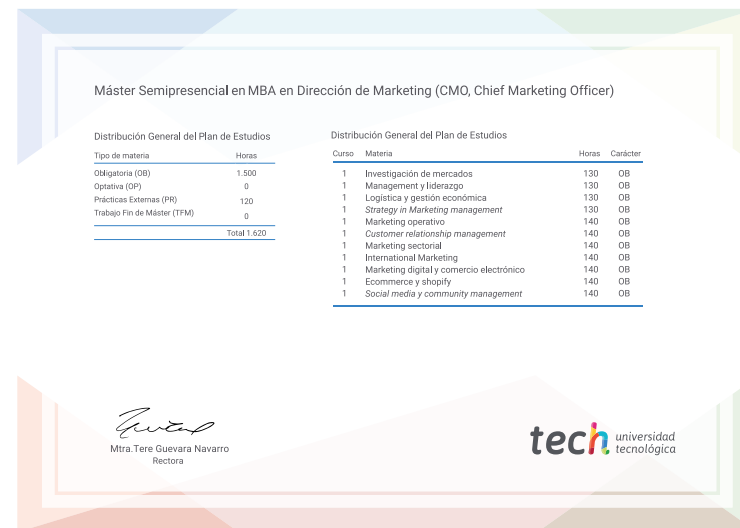 Máster Semipresencial en MBA en Dirección de Marketing (CMO, Chief Marketing Officer)
Distribución General del Plan de Estudios
Tipo de materia Horas
Obligatoria (OB) 1.500
Optativa (OP) 0
Prácticas Externas (PR) 120
Trabajo Fin de Máster (TFM) 0
Total 1.620
Distribución General del Plan de Estudios
Curso Materia Horas Carácter
1 Investigación de mercados 130 OB
1 Management y liderazgo 130 OB
1 Logística y gestión económica 130 OB
1 Strategy in Marketing management 130 OB
1 Marketing operativo 140 OB
1 Customer relationship management 140 OB
1 Marketing sectorial 140 OB
1 International Marketing 140 OB
1 Marketing digital y comercio electrónico 140 OB
1 Ecommerce y shopify 140 OB
1 Social media y community management 140 OB
Mtra.Tere Guevara Navarro
Rectora
tech universidad
tecnológica